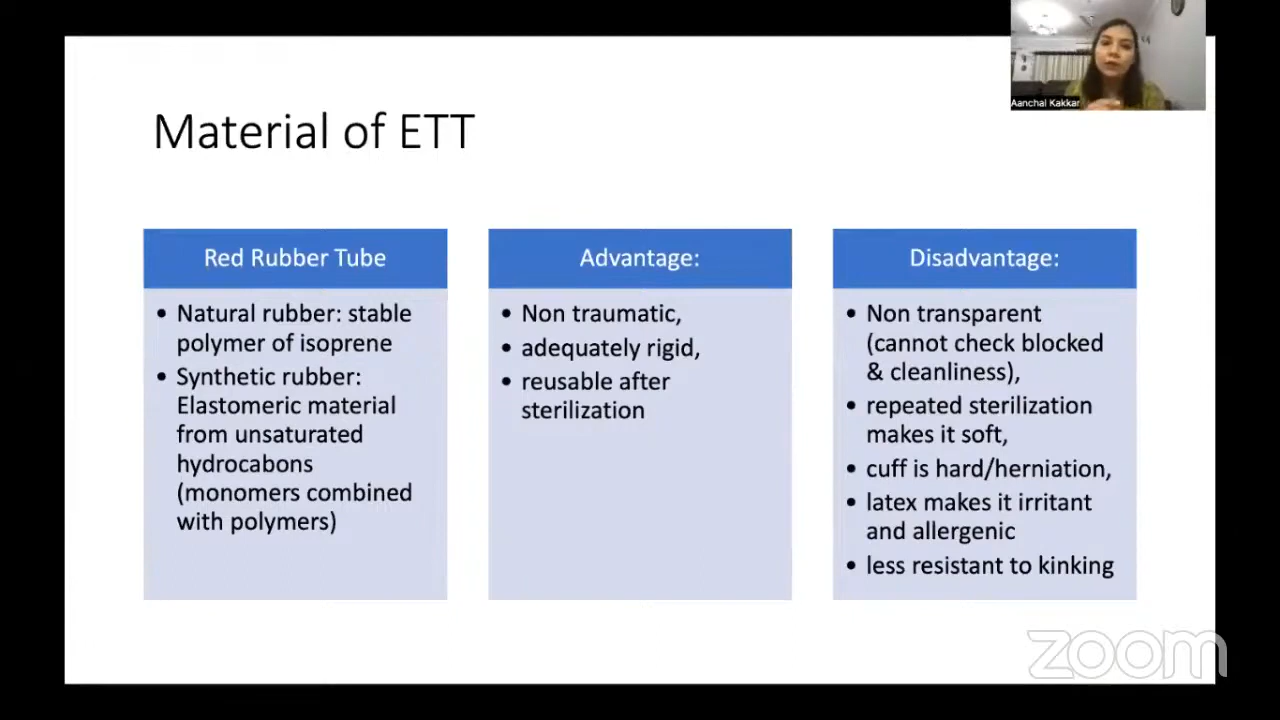 Aanchal Kakkar
Material of ETT
Red Rubber Tube
• Natural rubber: stable
polymer of isoprene
• Synthetic rubber:
Elastomeric material
from unsaturated
hydrocabons
(monomers combined
with polymers)
Advantage:
• Non traumatic,
• adequately rigid,
• reusable after
sterilization
Disadvantage:
• Non transparent
(cannot check blocked
& cleanliness),
• repeated sterilization
makes it soft,
• cuff is hard/herniation,
• latex makes it irritant
and allergenic
• less resistant to kinking
zoom